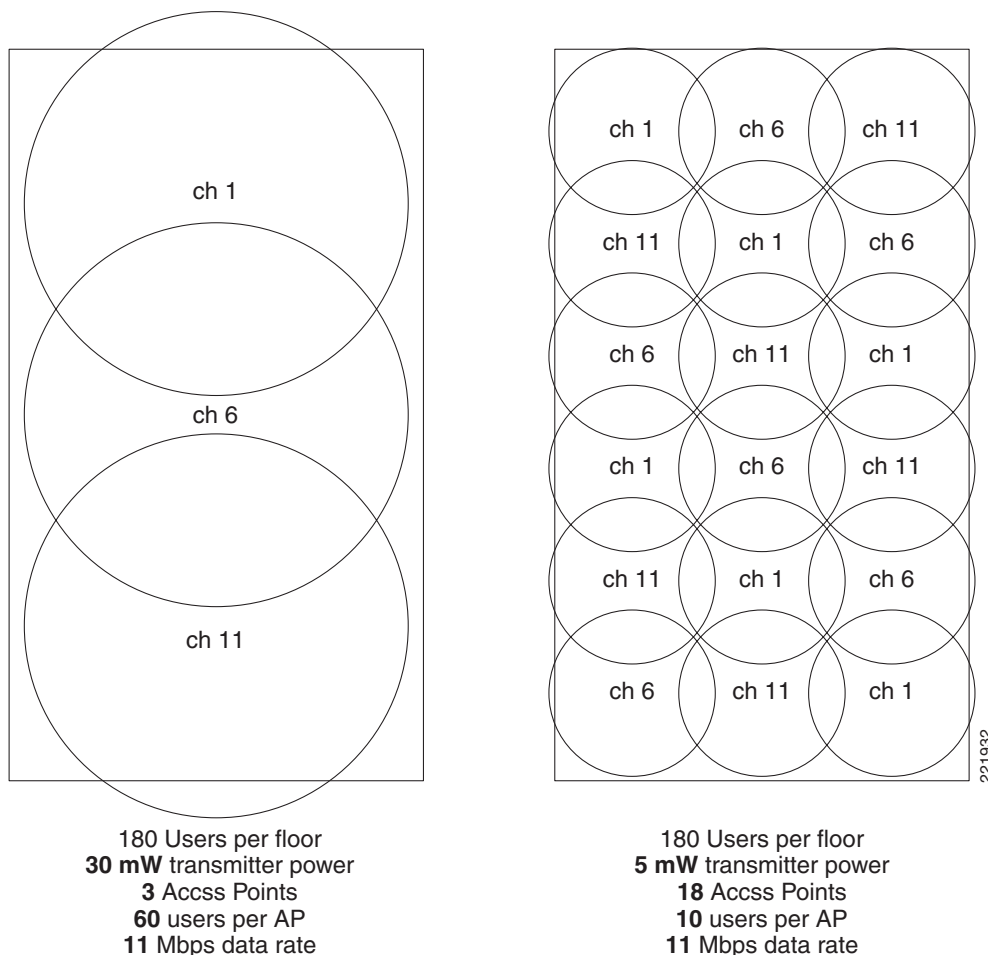 ch 1
ch 6
ch 11
180 Users per floor
30 mW transmitter power
3 Accss Points
60 users per AP
11 Mbps data rate
ch 1 ch 6 ch 11
ch 11 ch 1 ch 6
ch 6 ch 11 ch 1
ch 1 ch 6 ch 11
ch 11 ch 1 ch 6
ch 6 ch 11 ch 1
221932
180 Users per floor
5 mW transmitter power
18 Accss Points
10 users per AP
11 Mbps data rate